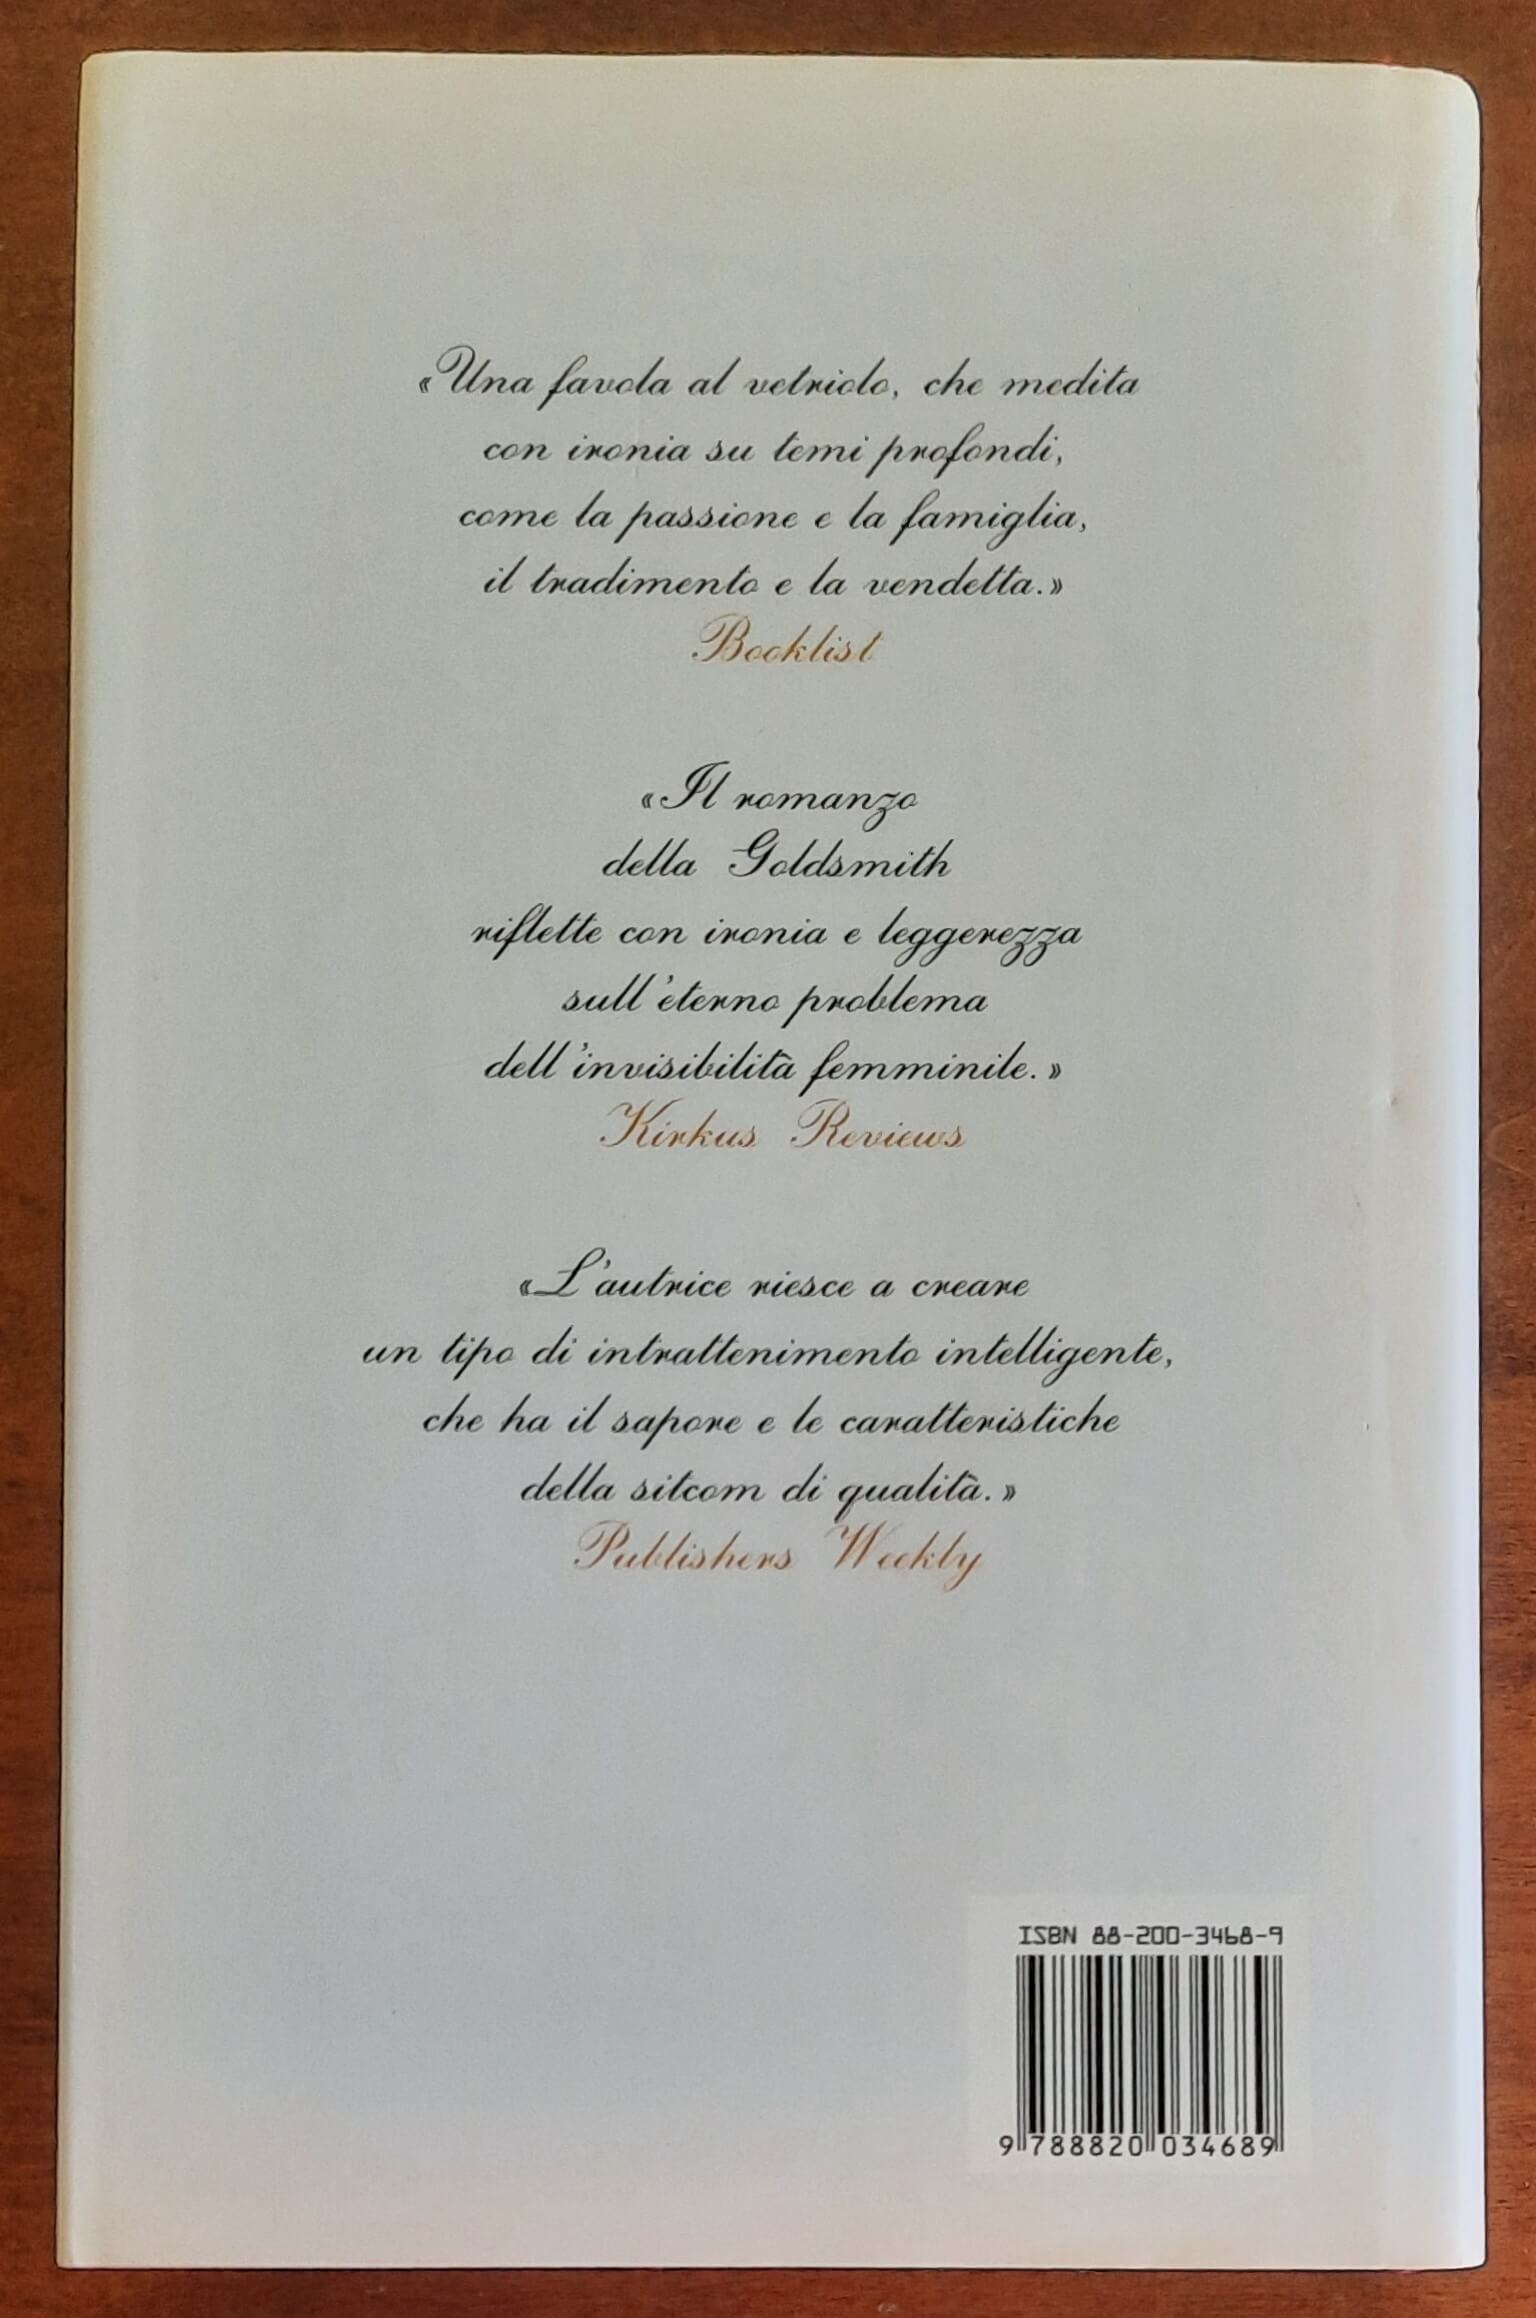 «Una favola al vetriolo, che medita
con ironia su temi profondi,
come la passione e la famiglia,
il tradimento e la vendetta.»
Booklist
«Il romanzo
della Goldsmith
riflette con ironia e leggerezza
sull'eterno problema
dell'invisibilità femminile.»
Kirkus Reviews
«L'autrice riesce a creare
un tipo di intrattenimento intelligente,
che ha il sapore e le caratteristiche
della sitcom di qualità.»
Publishers Weekly
ISBN 88-200-3468-9
9 788820 034689